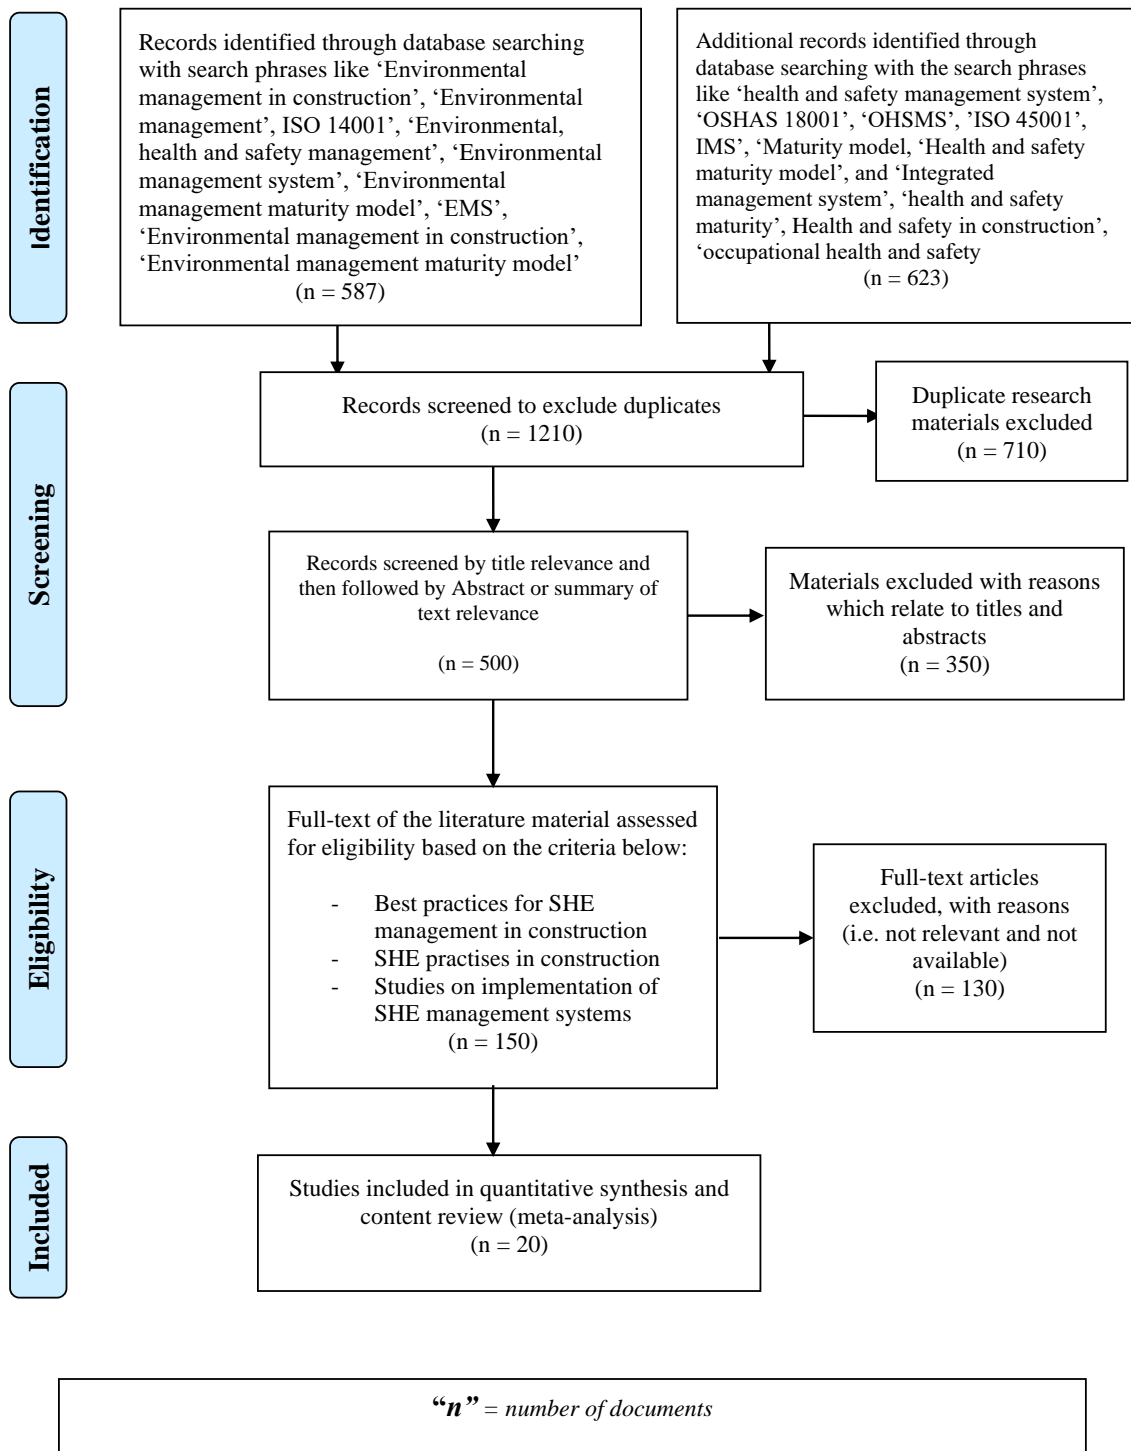 Identification
Records identified through database searching
with search phrases like ‘Environmental
management in construction’, ‘Environmental
management’, ISO 14001’, ‘Environmental,
health and safety management’, ‘Environmental
management system’, ‘Environmental
management maturity model’, ‘EMS’,
‘Environmental management in construction’,
‘Environmental management maturity model’
(n = 587)
Additional records identified through
database searching with the search phrases
like ‘health and safety management system’,
‘OSHAS 18001’, ‘OHSMS’, ’ISO 45001’,
IMS’, ‘Maturity model, ‘Health and safety
maturity model’, and ‘Integrated
management system’, ‘health and safety
maturity’, Health and safety in construction’,
‘occupational health and safety
(n = 623)
Screening
Records screened to exclude duplicates
(n = 1210)
Duplicate research
materials excluded
(n = 710)
Records screened by title relevance and
then followed by Abstract or summary of
text relevance
(n = 500)
Materials excluded with reasons
which relate to titles and
abstracts
(n = 350)
Eligibility
Full-text of the literature material assessed
for eligibility based on the criteria below:
- Best practices for SHE
management in construction
- SHE practises in construction
- Studies on implementation of
SHE management systems
(n = 150)
Full-text articles
excluded, with reasons
(i.e. not relevant and not
available)
(n = 130)
Included
Studies included in quantitative synthesis and
content review (meta-analysis)
(n = 20)
“n” = number of documents